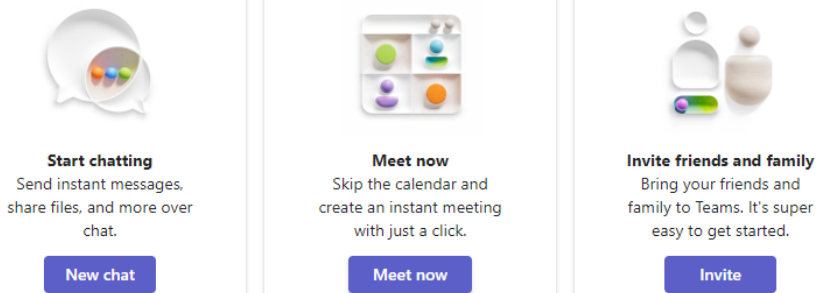 Start chatting
Send instant messages,
share files, and more over
chat.
New chat
Meet now
Skip the calendar and
create an instant meeting
with just a click.
Meet now
Invite friends and family
Bring your friends and
family to Teams. It's super
easy to get started.
Invite